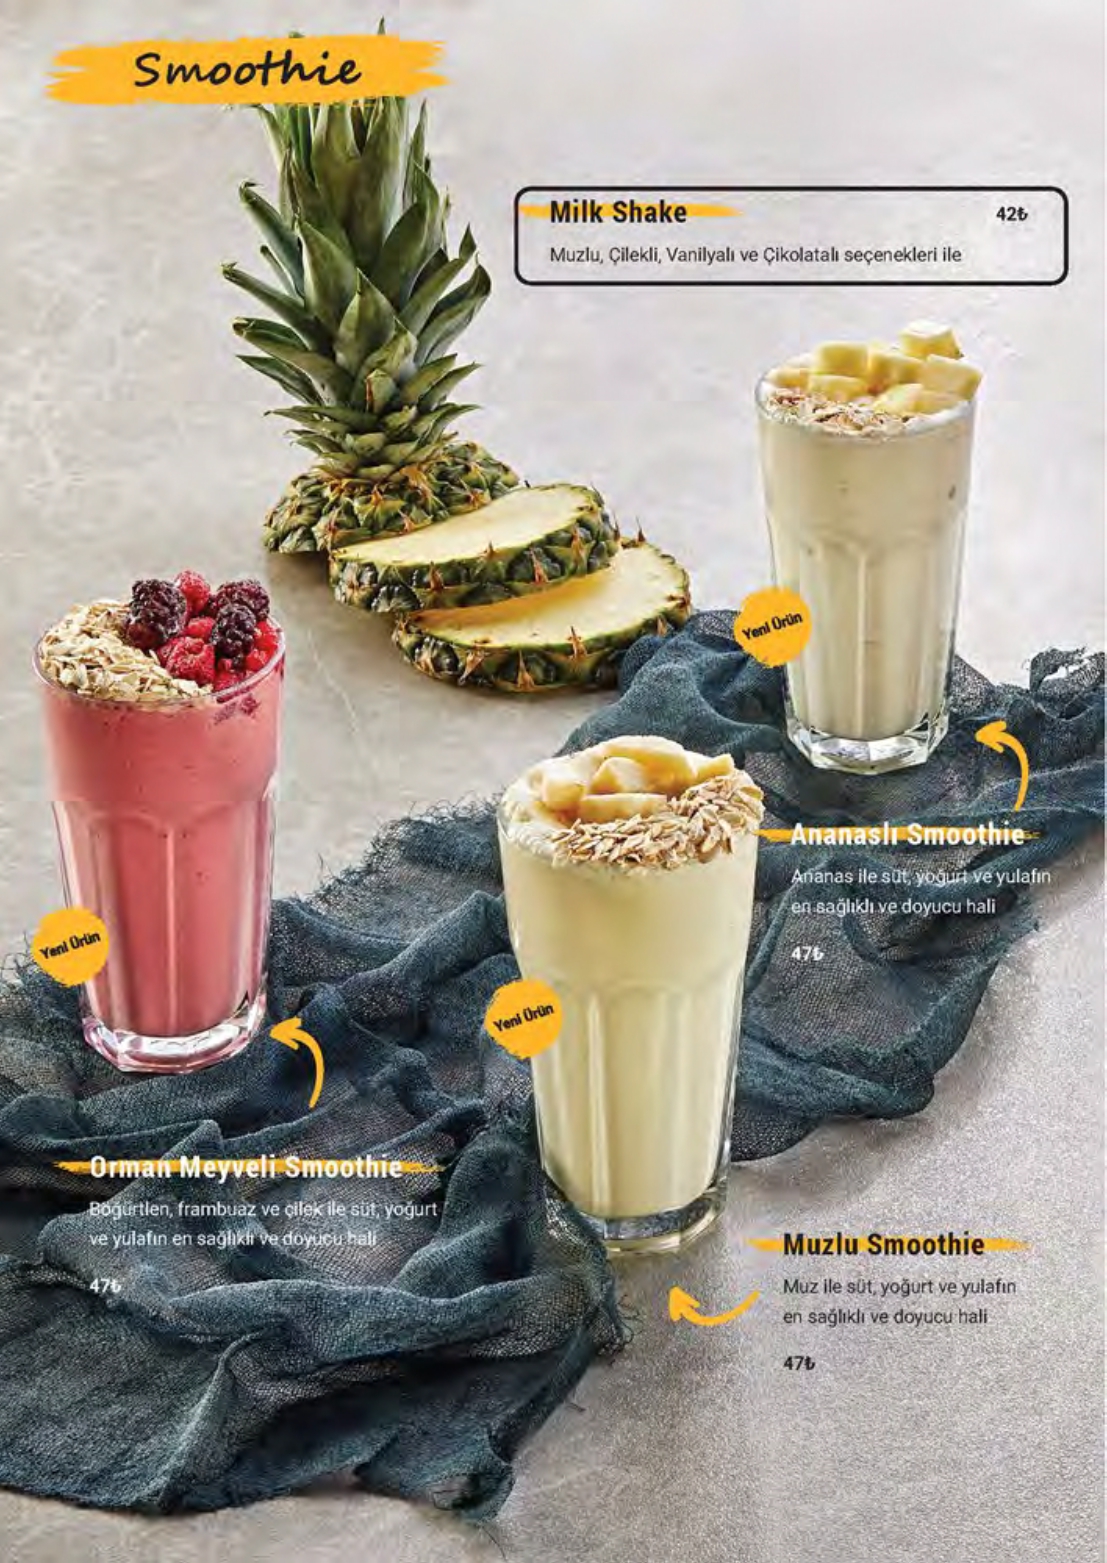 Smoothie
Milk Shake 42₺
Muzlu, Çilekli, Vanilyalı ve Çikolatalı seçenekleri ile
Yeni Ürün
Ananaslı Smoothie
Ananas ile süt, yoğurt ve yulafın
en sağlıklı ve doyucu hali
47₺
Yeni Ürün
Orman Meyveli Smoothie
Böğürtlen, frambuaz ve çilek ile süt, yoğurt
ve yulafın en sağlıklı ve doyucu hali
47₺
Yeni Ürün
Muzlu Smoothie
Muz ile süt, yoğurt ve yulafın
en sağlıklı ve doyucu hali
47₺